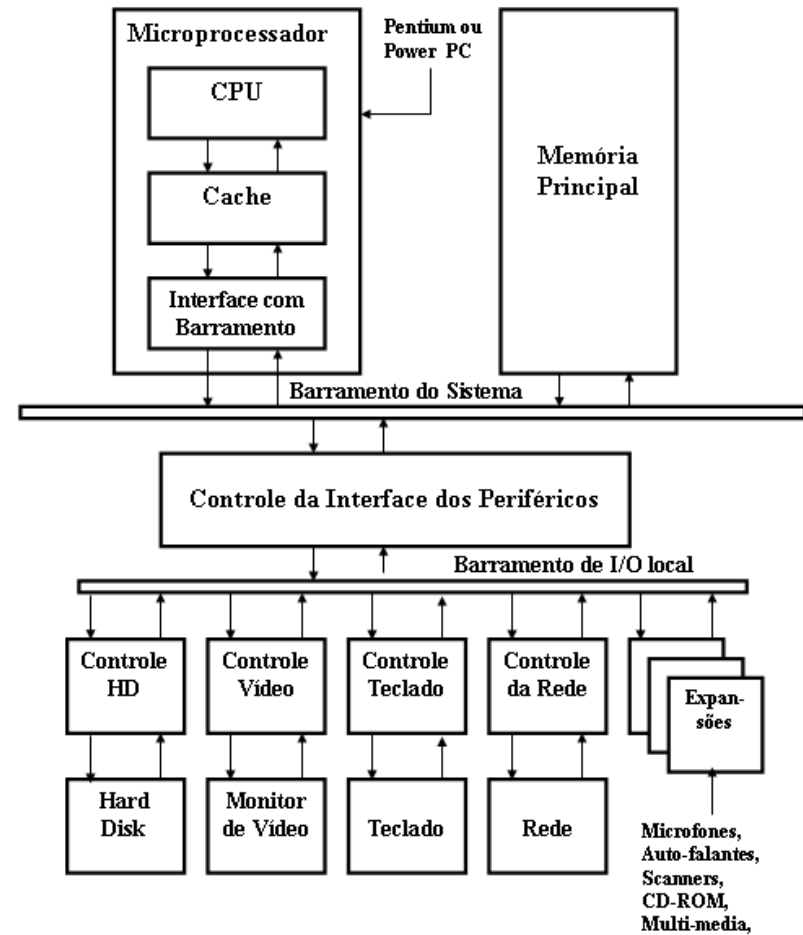 Microprocessador
Pentium ou
Power PC
CPU
Cache
Interface com
Barramento
Memória
Principal
Barramento do Sistema
Controle da Interface dos Periféricos
Barramento de I/O local
Controle
HD
Controle
Vídeo
Controle
Teclado
Controle
da Rede
Expan-
sões
Hard
Disk
Monitor
de Vídeo
Teclado
Rede
Microfones,
Auto-falantes,
Scanners,
CD-ROM,
Multi-media,